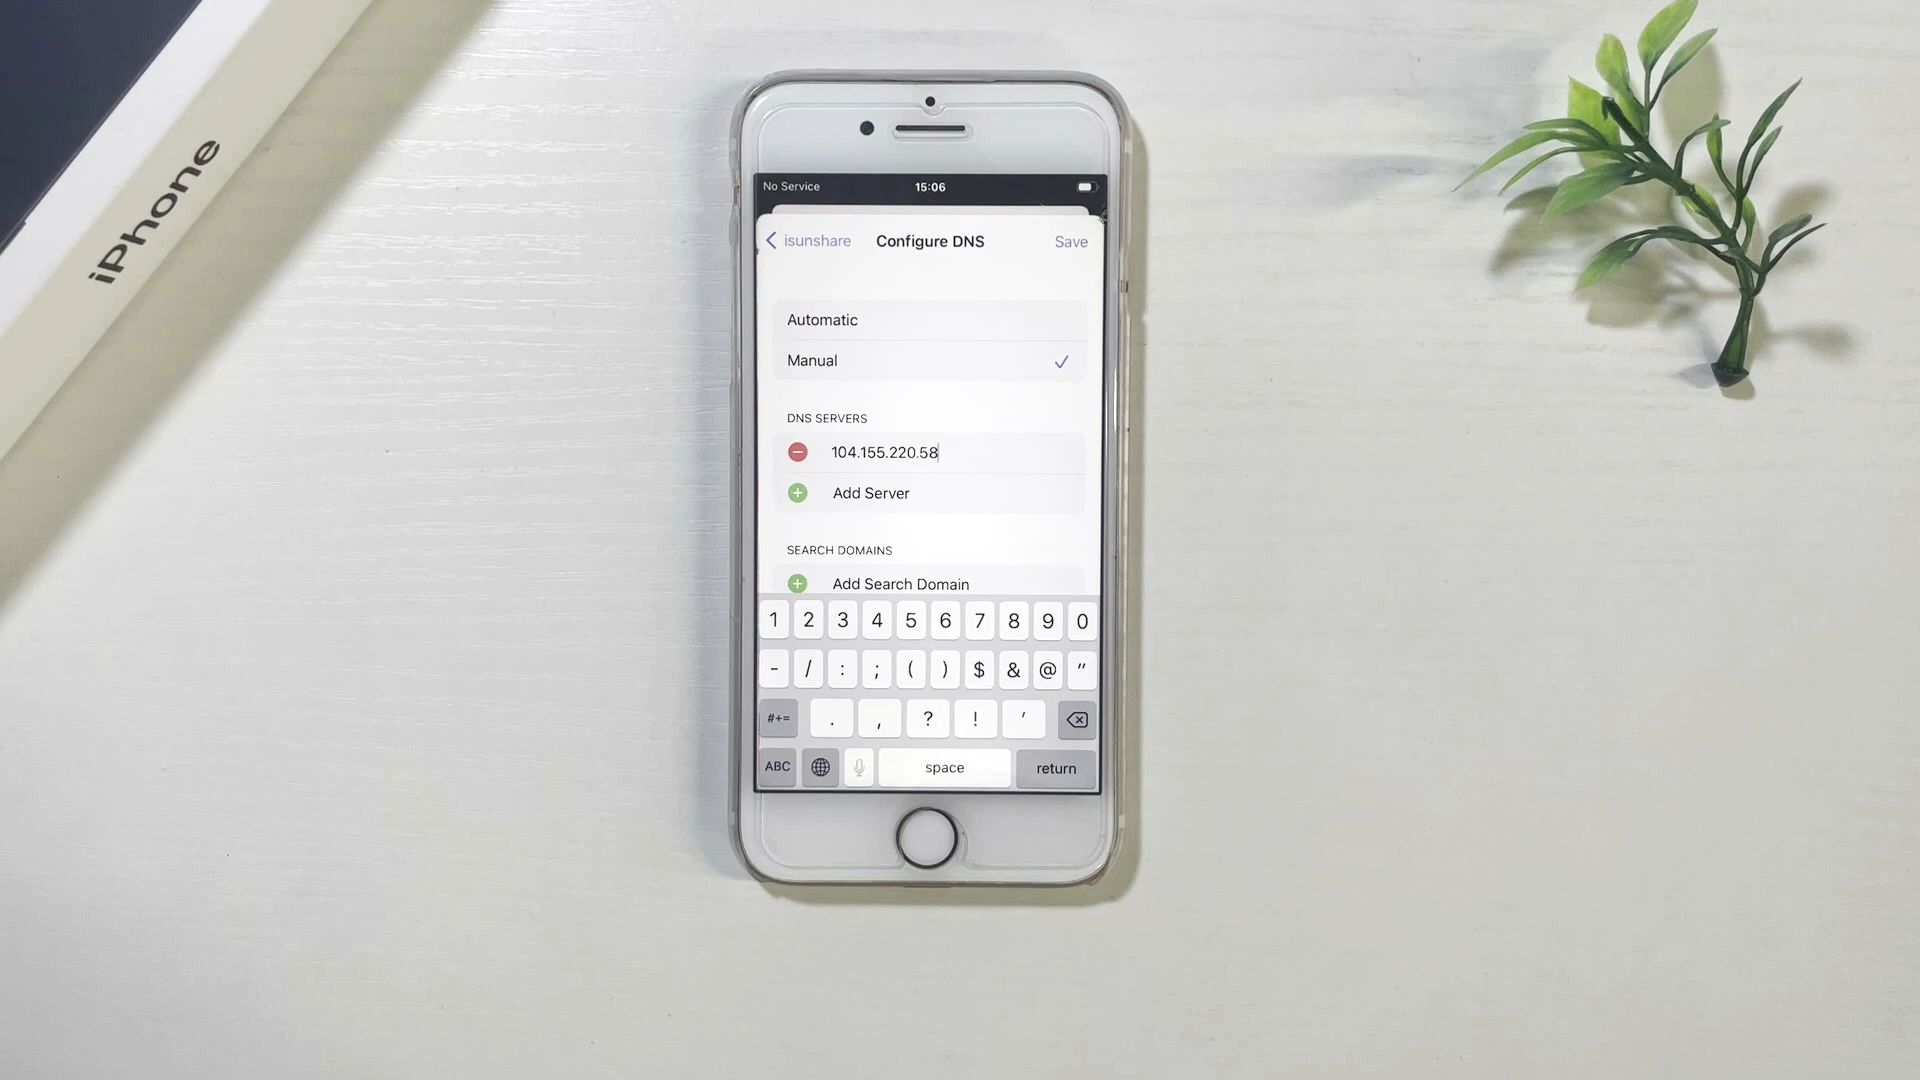 iPhone
No Service 15:06
isunshare Configure DNS Save
Automatic
Manual
DNS SERVERS
104.155.220.58
Add Server
SEARCH DOMAINS
Add Search Domain
1 2 3 4 5 6 7 8 9 0
- / : ; ( ) $ & @ "
#+= . , ? ! '
ABC space return